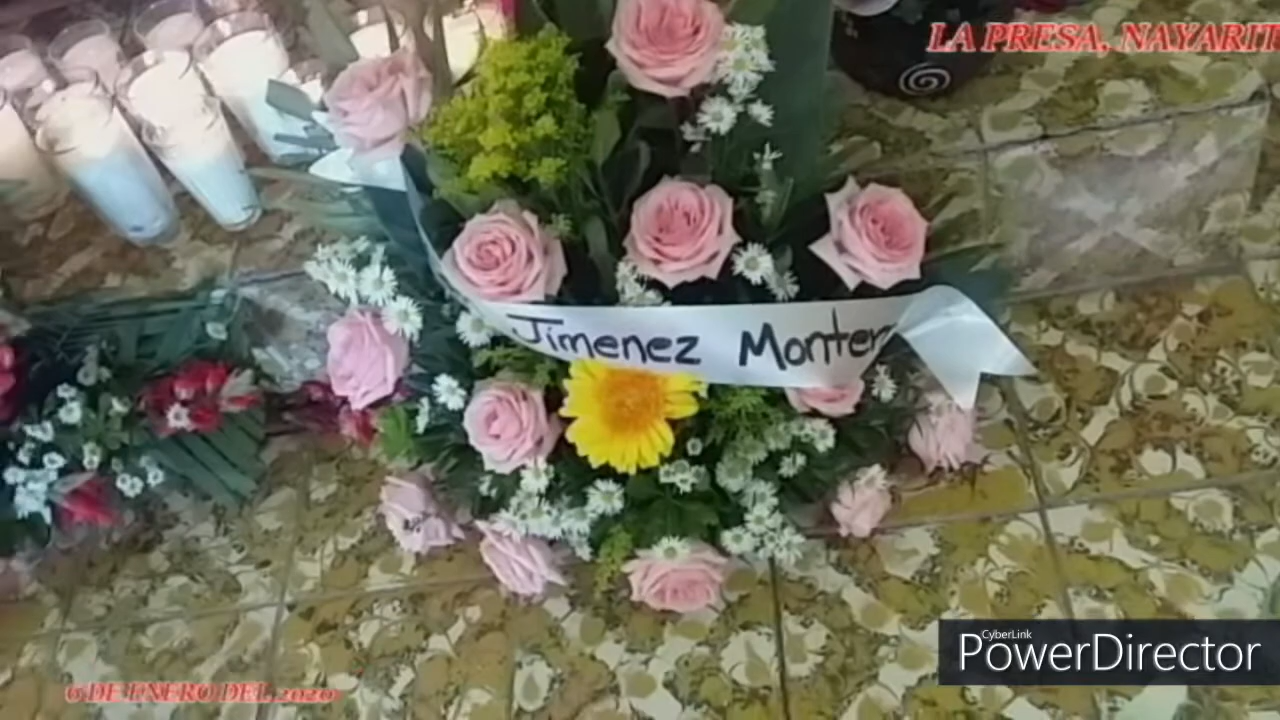 LA PRESA, NAYARIT
Jimenez Monter
6 DE ENERO DEL 2020
CyberLink
PowerDirector